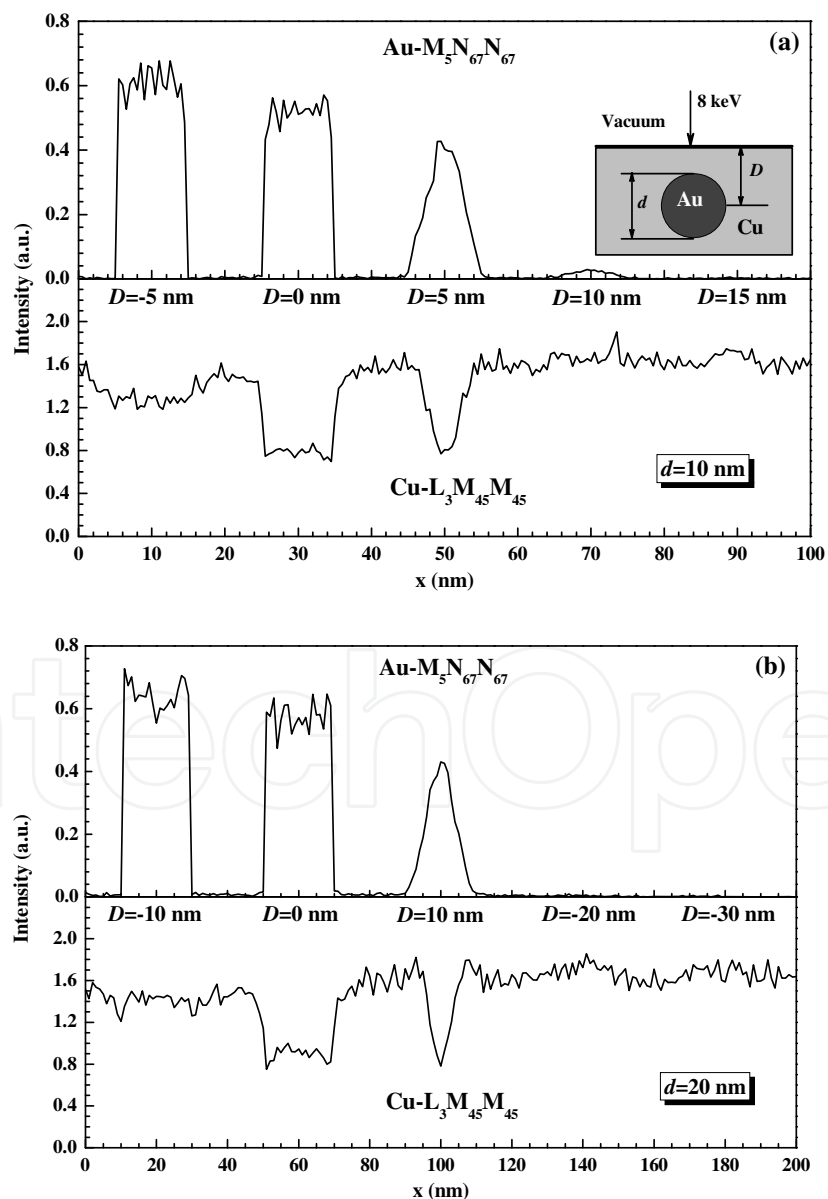 0.8
(a)
Au-M₅N₆₇N₆₇
0.6
8 keV
Vacuum
0.4
D
d
Au
0.2
Cu
0.0
D=-5 nm D=0 nm D=5 nm D=10 nm D=15 nm
Intensity (a.u.)
2.0
1.6
1.2
0.8
d=10 nm
Cu-L₃M₄₅M₄₅
0.4
0.0
0 10 20 30 40 50 60 70 80 90 100
x (nm)
0.8
Au-M₅N₆₇N₆₇
(b)
0.6
0.4
ntechOpe
0.2
0.0
D=-10 nm D=0 nm D=10 nm D=-20 nm D=-30 nm
Intensity (a.u.)
2.0
1.6
1.2
0.8
d=20 nm
Cu-L₃M₄₅M₄₅
0.4
0.0
0 20 40 60 80 100 120 140 160 180 200
x (nm)